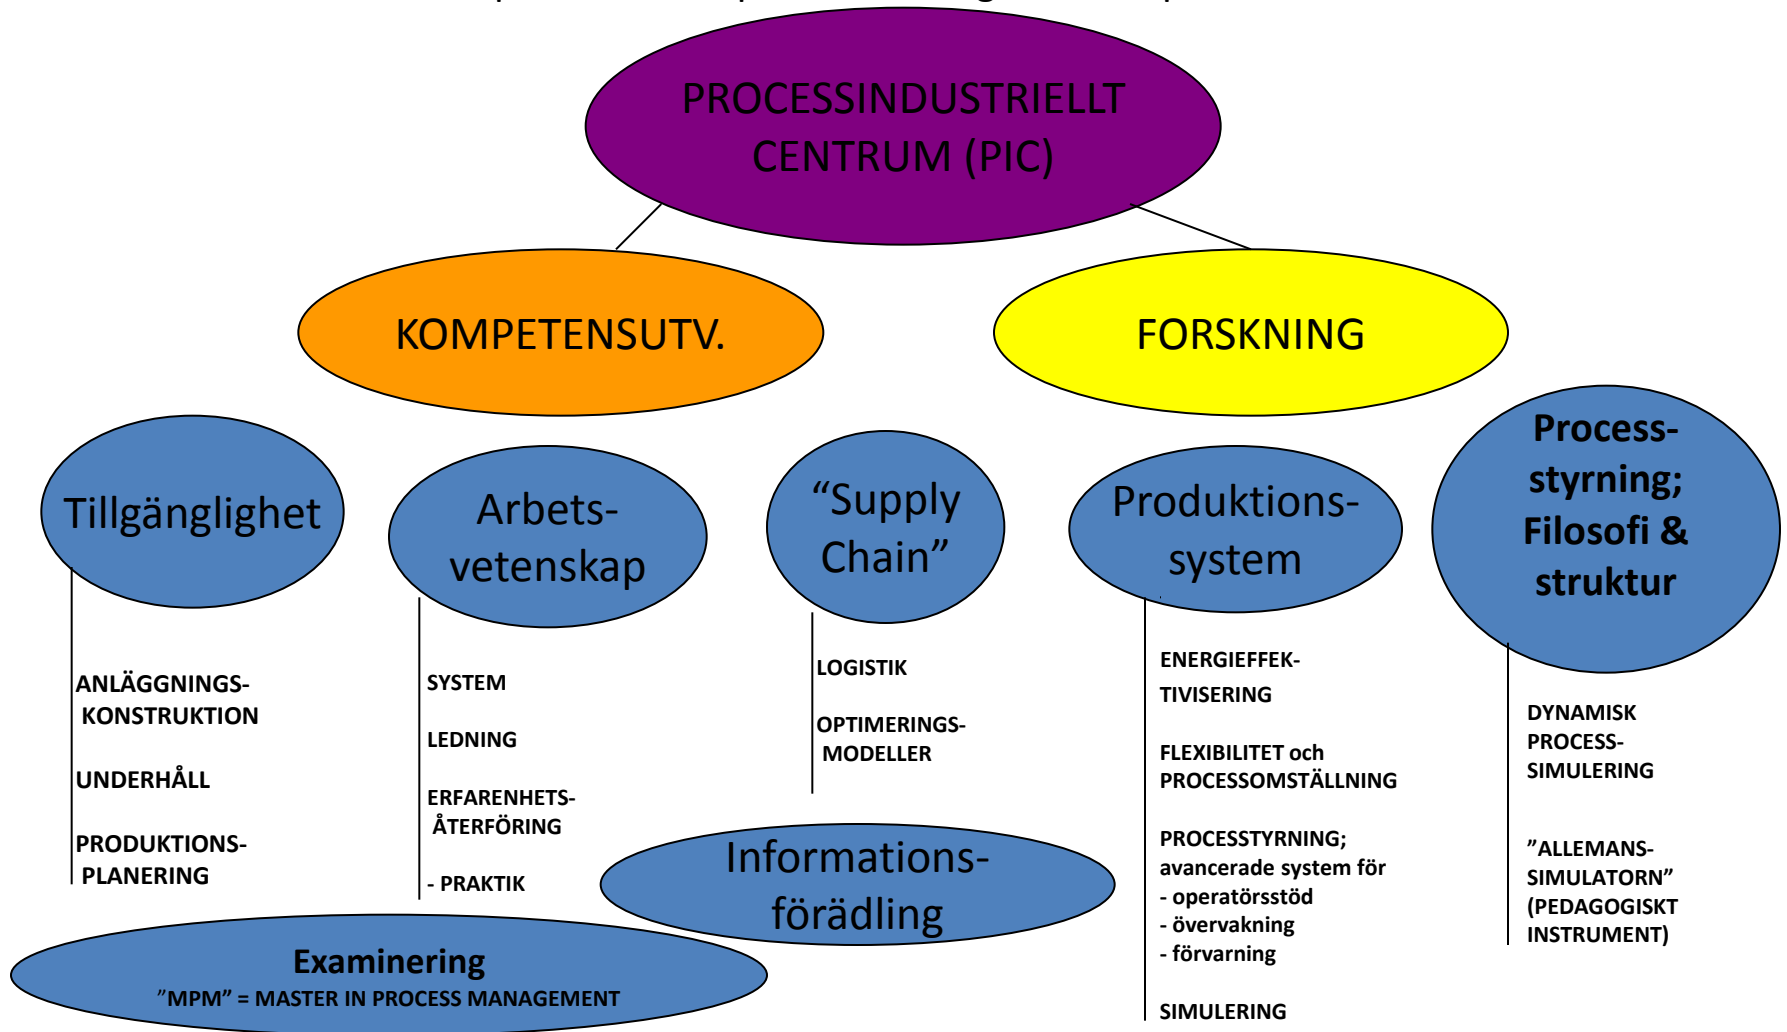 PROCESSINDUSTRIELLT
CENTRUM (PIC)
KOMPETENSUTV.
FORSKNING
Tillgänglighet
ANLÄGGNINGS-
KONSTRUKTION
UNDERHÅLL
PRODUKTIONS-
PLANERING
Arbets-
vetenskap
SYSTEM
LEDNING
ERFARENHETS-
ÅTERFÖRING
- PRAKTIK
“Supply
Chain”
LOGISTIK
OPTIMERINGS-
MODELLER
Produktions-
system
ENERGIEFFEK-
TIVISERING
FLEXIBILITET och
PROCESSOMSTÄLLNING
PROCESSTYRNING;
avancerade system för
- operatörsstöd
- övervakning
- förvarning
SIMULERING
Process-
styrning;
Filosofi &
struktur
DYNAMISK
PROCESS-
SIMULERING
”ALLEMANS-
SIMULATORN”
(PEDAGOGISKT
INSTRUMENT)
Informations-
förädling
Examinering
”MPM” = MASTER IN PROCESS MANAGEMENT